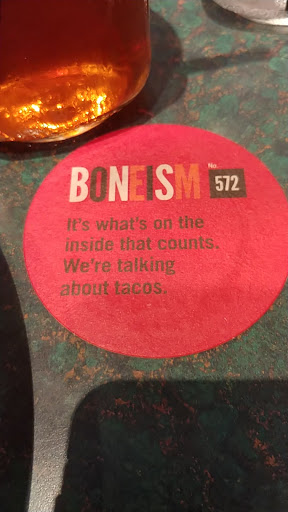 BONEISM No. 572
It's what's on the
inside that counts.
We're talking
about tacos.